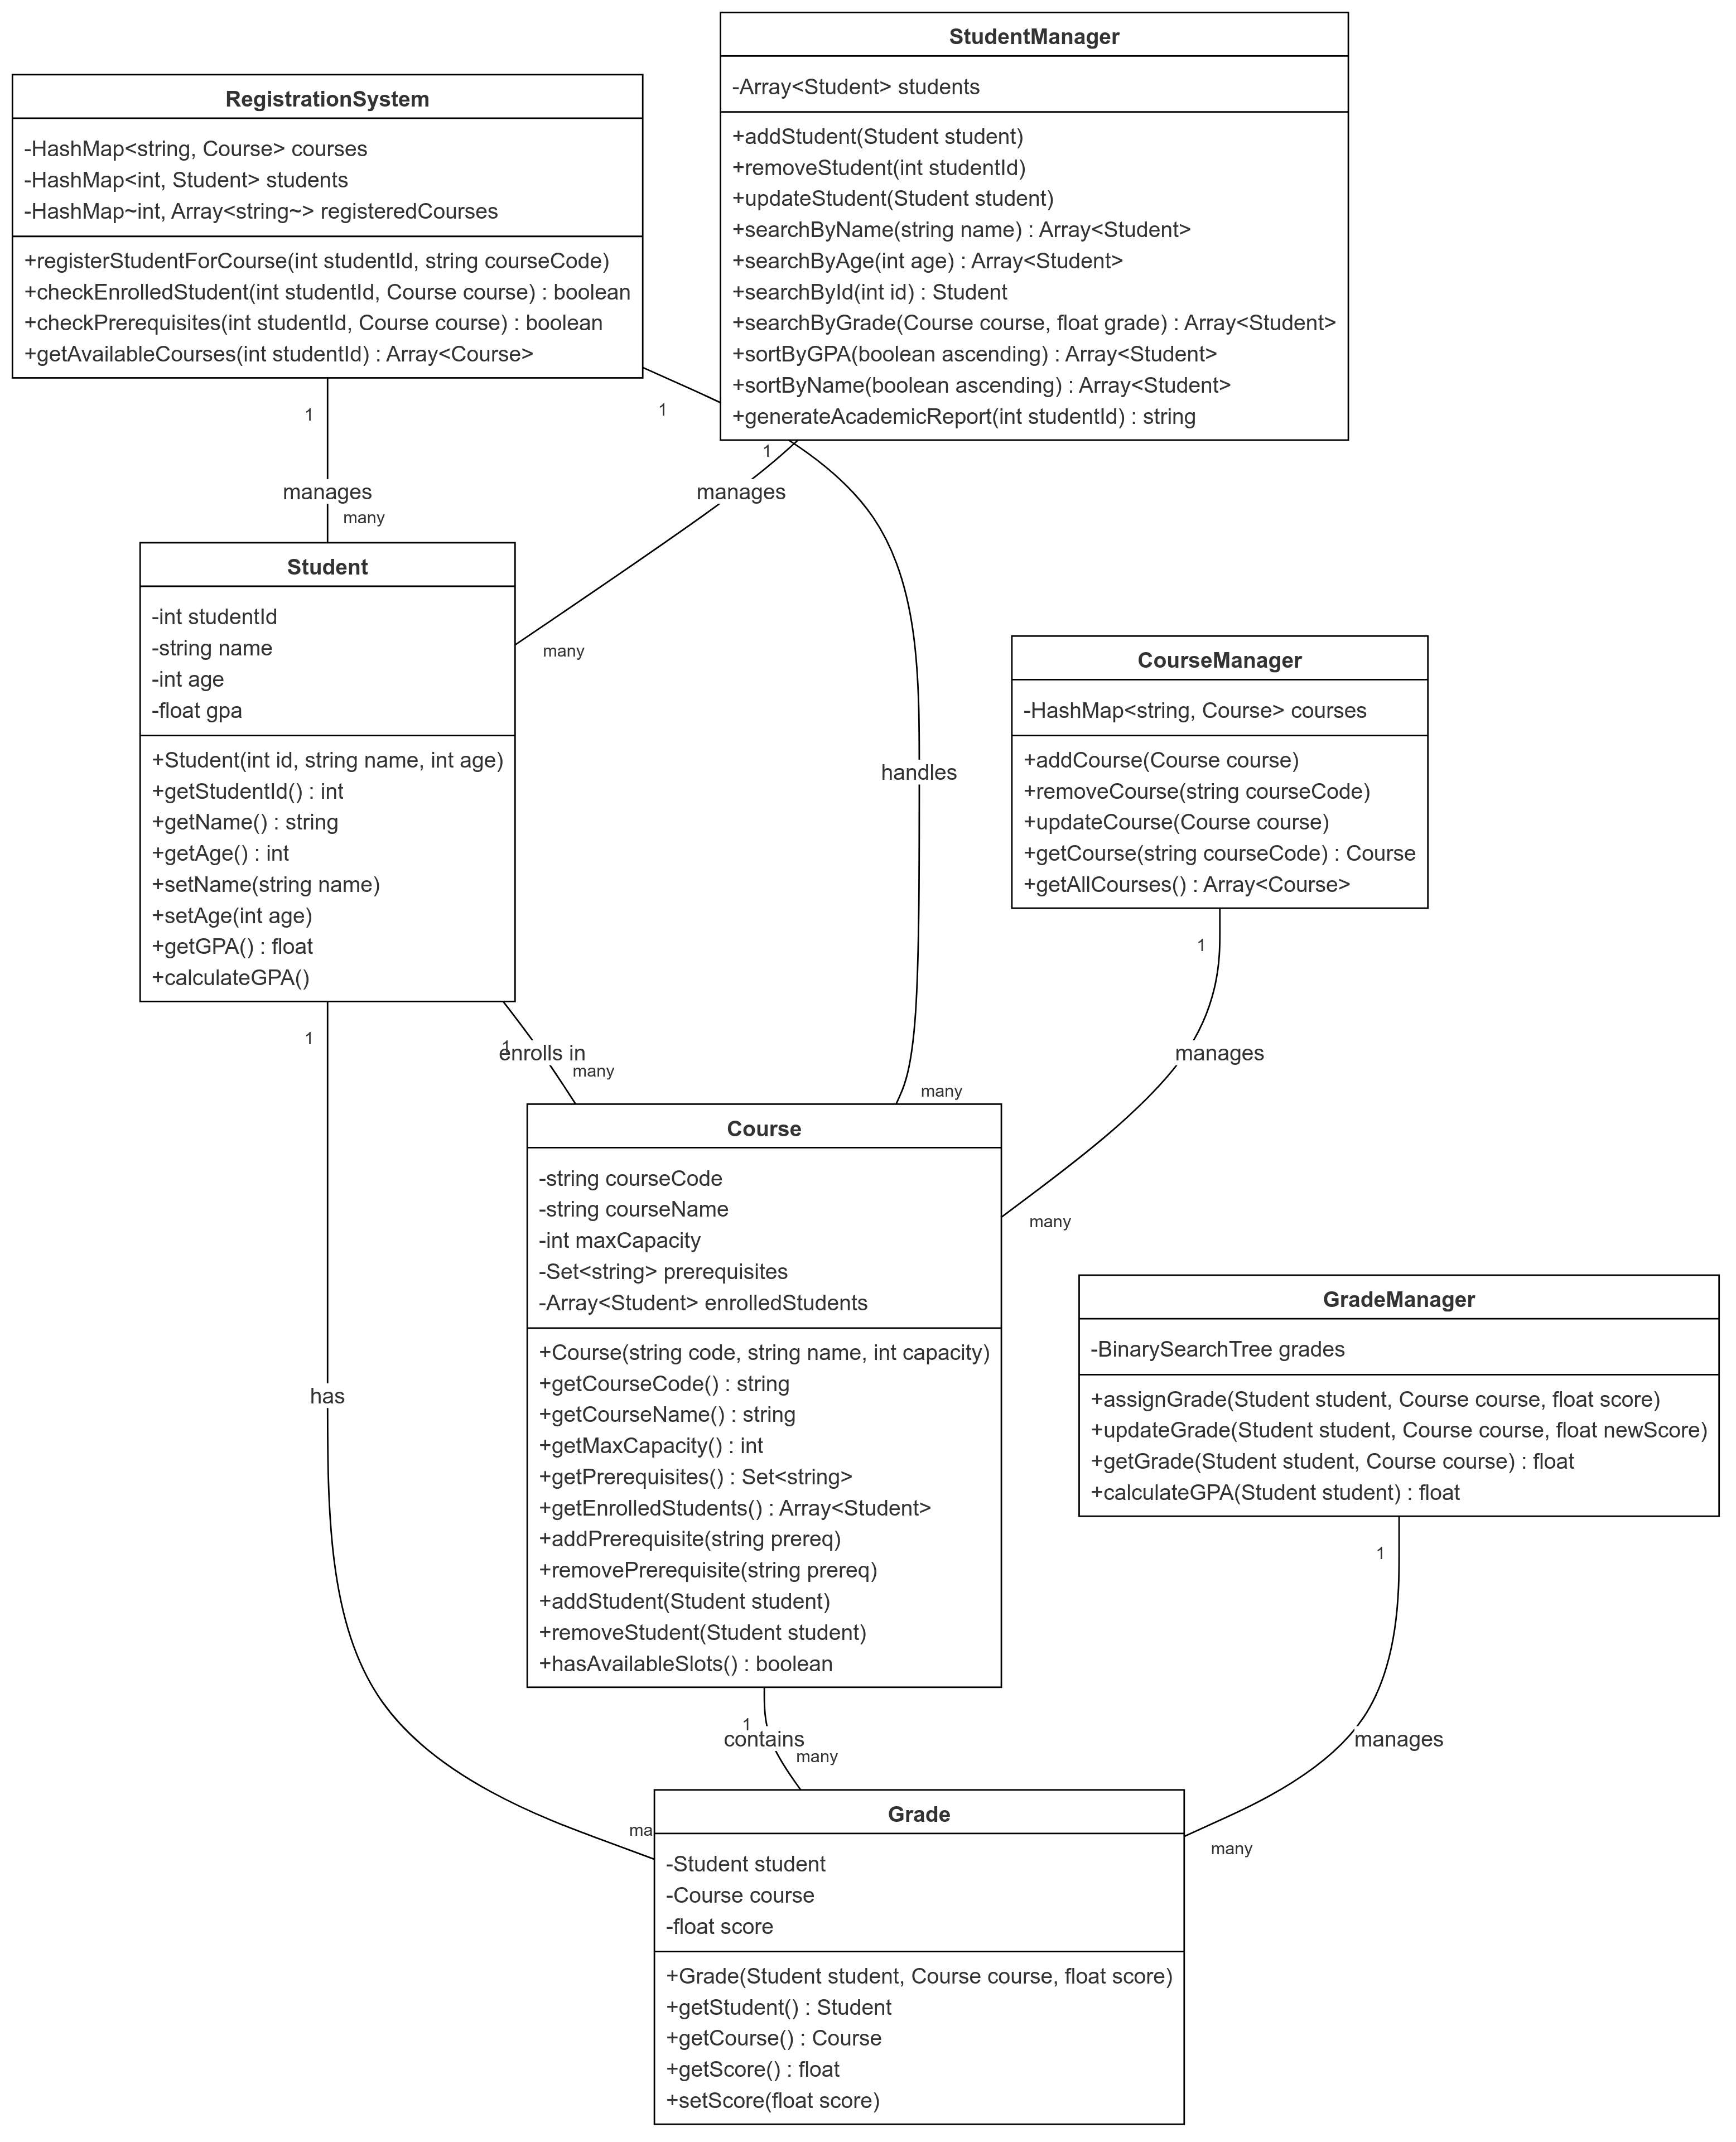 StudentManager
-Array<Student> students
+addStudent(Student student)
+removeStudent(int studentId)
+updateStudent(Student student)
+searchByName(string name) : Array<Student>
+searchByAge(int age) : Array<Student>
+searchById(int id) : Student
+searchByGrade(Course course, float grade) : Array<Student>
+sortByGPA(boolean ascending) : Array<Student>
+sortByName(boolean ascending) : Array<Student>
+generateAcademicReport(int studentId) : string
RegistrationSystem
-HashMap<string, Course> courses
-HashMap<int, Student> students
-HashMap~int, Array<string~> registeredCourses
+registerStudentForCourse(int studentId, string courseCode)
+checkEnrolledStudent(int studentId, Course course) : boolean
+checkPrerequisites(int studentId, Course course) : boolean
+getAvailableCourses(int studentId) : Array<Course>
1
manages
many
1
1
manages
many
handles
many
Student
-int studentId
-string name
-int age
-float gpa
+Student(int id, string name, int age)
+getStudentId() : int
+getName() : string
+getAge() : int
+setName(string name)
+setAge(int age)
+getGPA() : float
+calculateGPA()
CourseManager
-HashMap<string, Course> courses
+addCourse(Course course)
+removeCourse(string courseCode)
+updateCourse(Course course)
+getCourse(string courseCode) : Course
+getAllCourses() : Array<Course>
1
manages
many
1
enrolls in
many
1
has
ma
Course
-string courseCode
-string courseName
-int maxCapacity
-Set<string> prerequisites
-Array<Student> enrolledStudents
+Course(string code, string name, int capacity)
+getCourseCode() : string
+getCourseName() : string
+getMaxCapacity() : int
+getPrerequisites() : Set<string>
+getEnrolledStudents() : Array<Student>
+addPrerequisite(string prereq)
+removePrerequisite(string prereq)
+addStudent(Student student)
+removeStudent(Student student)
+hasAvailableSlots() : boolean
GradeManager
-BinarySearchTree grades
+assignGrade(Student student, Course course, float score)
+updateGrade(Student student, Course course, float newScore)
+getGrade(Student student, Course course) : float
+calculateGPA(Student student) : float
1
manages
many
1
contains
many
Grade
-Student student
-Course course
-float score
+Grade(Student student, Course course, float score)
+getStudent() : Student
+getCourse() : Course
+getScore() : float
+setScore(float score)